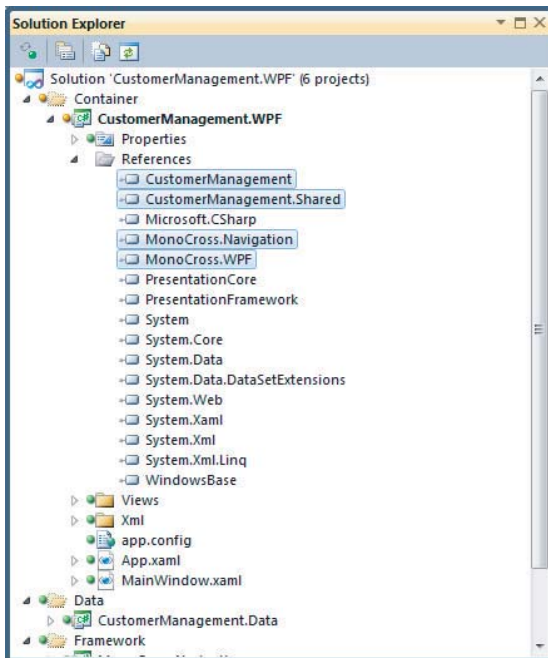 Solution Explorer
Solution 'CustomerManagement.WPF' (6 projects)
Container
CustomerManagement.WPF
Properties
References
CustomerManagement
CustomerManagement.Shared
Microsoft.CSharp
MonoCross.Navigation
MonoCross.WPF
PresentationCore
PresentationFramework
System
System.Core
System.Data
System.Data.DataSetExtensions
System.Web
System.Xaml
System.Xml
System.Xml.Linq
WindowsBase
Views
Xml
app.config
App.xaml
MainWindow.xaml
Data
CustomerManagement.Data
Framework